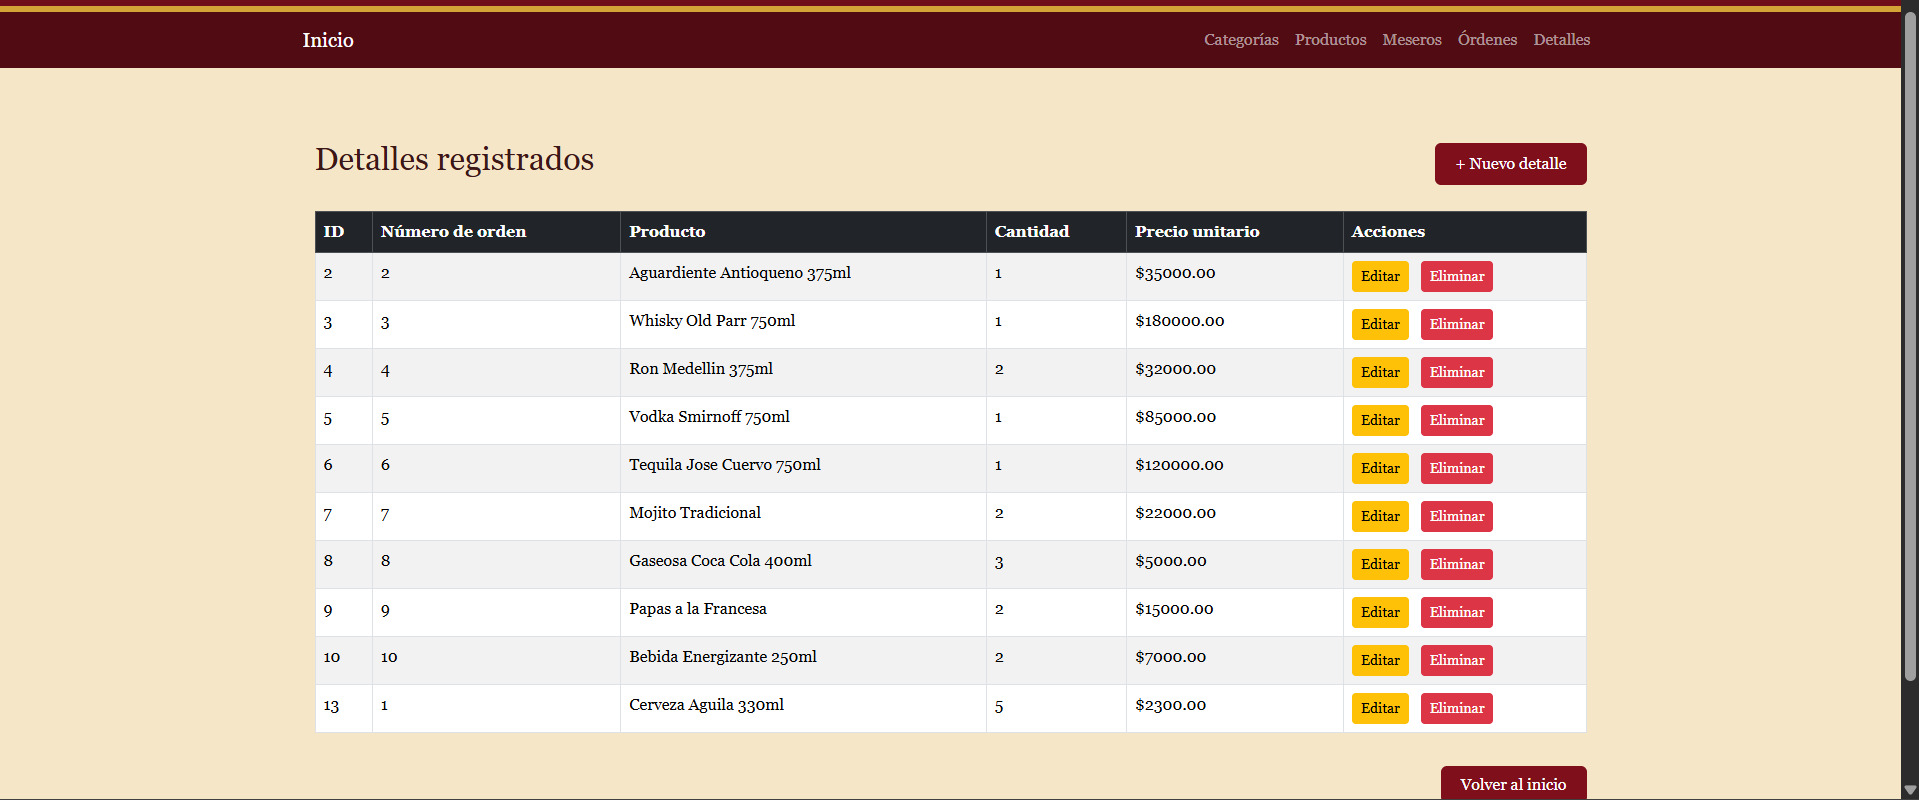 Inicio Categorías Productos Meseros Órdenes Detalles
Detalles registrados + Nuevo detalle
ID Número de orden Producto Cantidad Precio unitario Acciones
2 2 Aguardiente Antioqueno 375ml 1 $35000.00 Editar Eliminar
3 3 Whisky Old Parr 750ml 1 $180000.00 Editar Eliminar
4 4 Ron Medellin 375ml 2 $32000.00 Editar Eliminar
5 5 Vodka Smirnoff 750ml 1 $85000.00 Editar Eliminar
6 6 Tequila Jose Cuervo 750ml 1 $120000.00 Editar Eliminar
7 7 Mojito Tradicional 2 $22000.00 Editar Eliminar
8 8 Gaseosa Coca Cola 400ml 3 $5000.00 Editar Eliminar
9 9 Papas a la Francesa 2 $15000.00 Editar Eliminar
10 10 Bebida Energizante 250ml 2 $7000.00 Editar Eliminar
13 1 Cerveza Aguila 330ml 5 $2300.00 Editar Eliminar
Volver al inicio